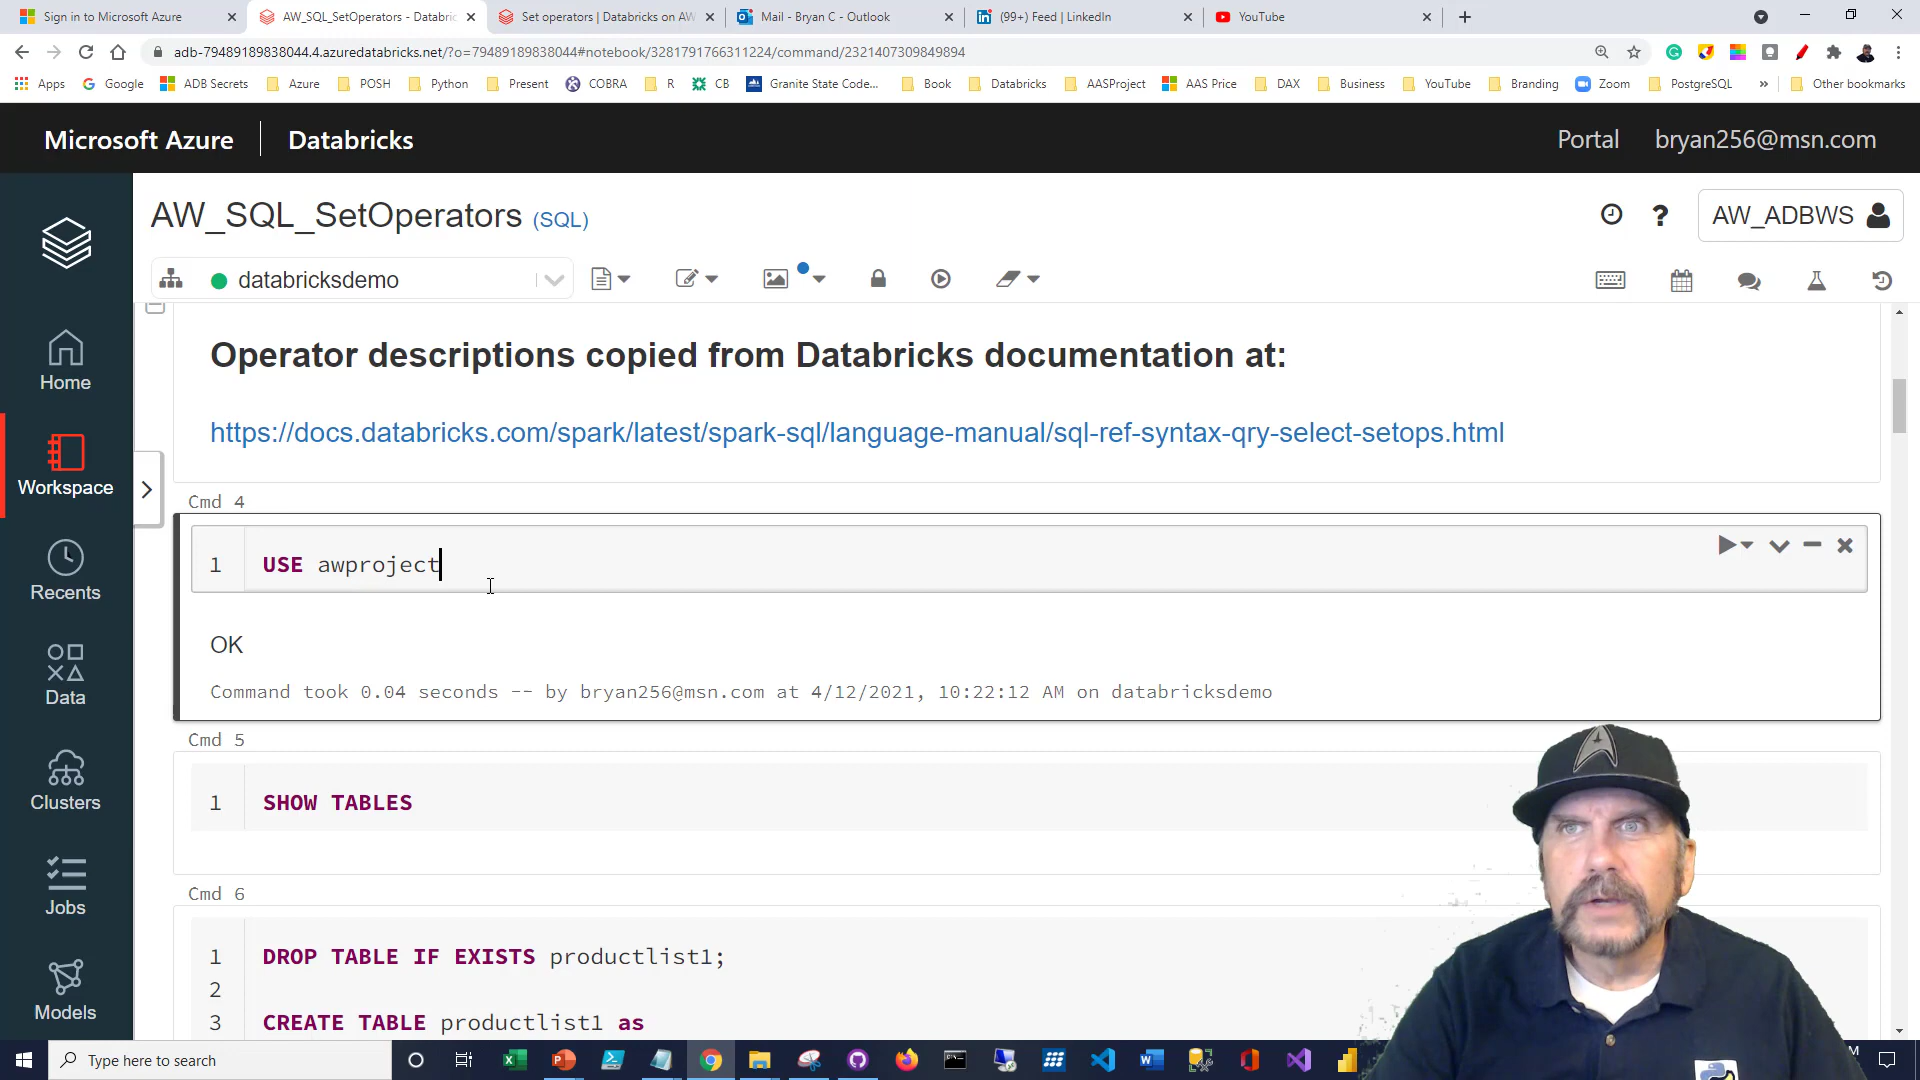 Sign in to Microsoft Azure
AW_SQL_SetOperators - Databric
Set operators | Databricks on AW
Mail - Bryan C - Outlook
(99+) Feed | LinkedIn
YouTube
adb-79489189838044.4.azuredatabricks.net/?o=79489189838044#notebook/3281791766311224/command/2321407309849894
Apps Google ADB Secrets Azure POSH Python Present COBRA R CB Granite State Code... Book Databricks AASProject AAS Price DAX Business YouTube Zoom Branding PostgreSQL » Other bookmarks
Microsoft Azure Databricks Portal bryan256@msn.com
AW_SQL_SetOperators (SQL)
? AW_ADBWS
databricksdemo
Home
Workspace
Recents
Data
Clusters
Jobs
Models
Operator descriptions copied from Databricks documentation at:
https://docs.databricks.com/spark/latest/spark-sql/language-manual/sql-ref-syntax-qry-select-setops.html
Cmd 4
1 USE awproject
OK
Command took 0.04 seconds -- by bryan256@msn.com at 4/12/2021, 10:22:12 AM on databricksdemo
Cmd 5
1 SHOW TABLES
Cmd 6
1 DROP TABLE IF EXISTS productlist1;
2
3 CREATE TABLE productlist1 as
Type here to search